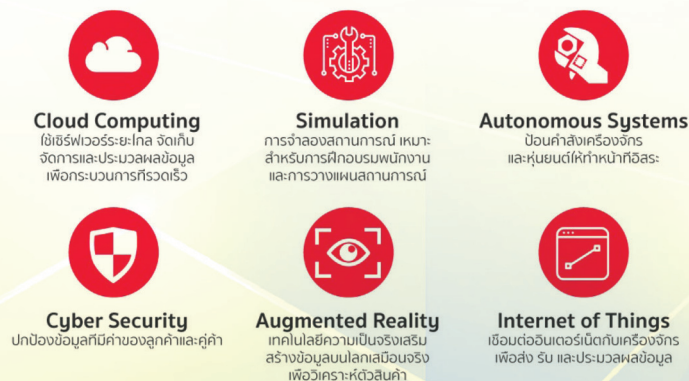 Cloud Computing
ใช้เซิร์ฟเวอร์ระยะไกล จัดเก็บ
จัดการและประมวลผลข้อมูล
เพื่อกระบวนการที่รวดเร็ว
Simulation
การจำลองสถานการณ์ เหมาะ
สำหรับการฝึกอบรมพนักงาน
และการวางแผนสถานการณ์
Autonomous Systems
ป้อนคำสั่งเครื่องจักร
และหุ่นยนต์ให้ทำหน้าที่อิสระ
Cyber Security
ปกป้องข้อมูลที่มีค่าของลูกค้าและคู่ค้า
Augmented Reality
เทคโนโลยีความเป็นจริงเสริม
สร้างข้อมูลบนโลกเสมือนจริง
เพื่อวิเคราะห์ตัวสินค้า
Internet of Things
เชื่อมต่ออินเตอร์เน็ตกับเครื่องจักร
เพื่อส่ง รับ และประมวลผลข้อมูล